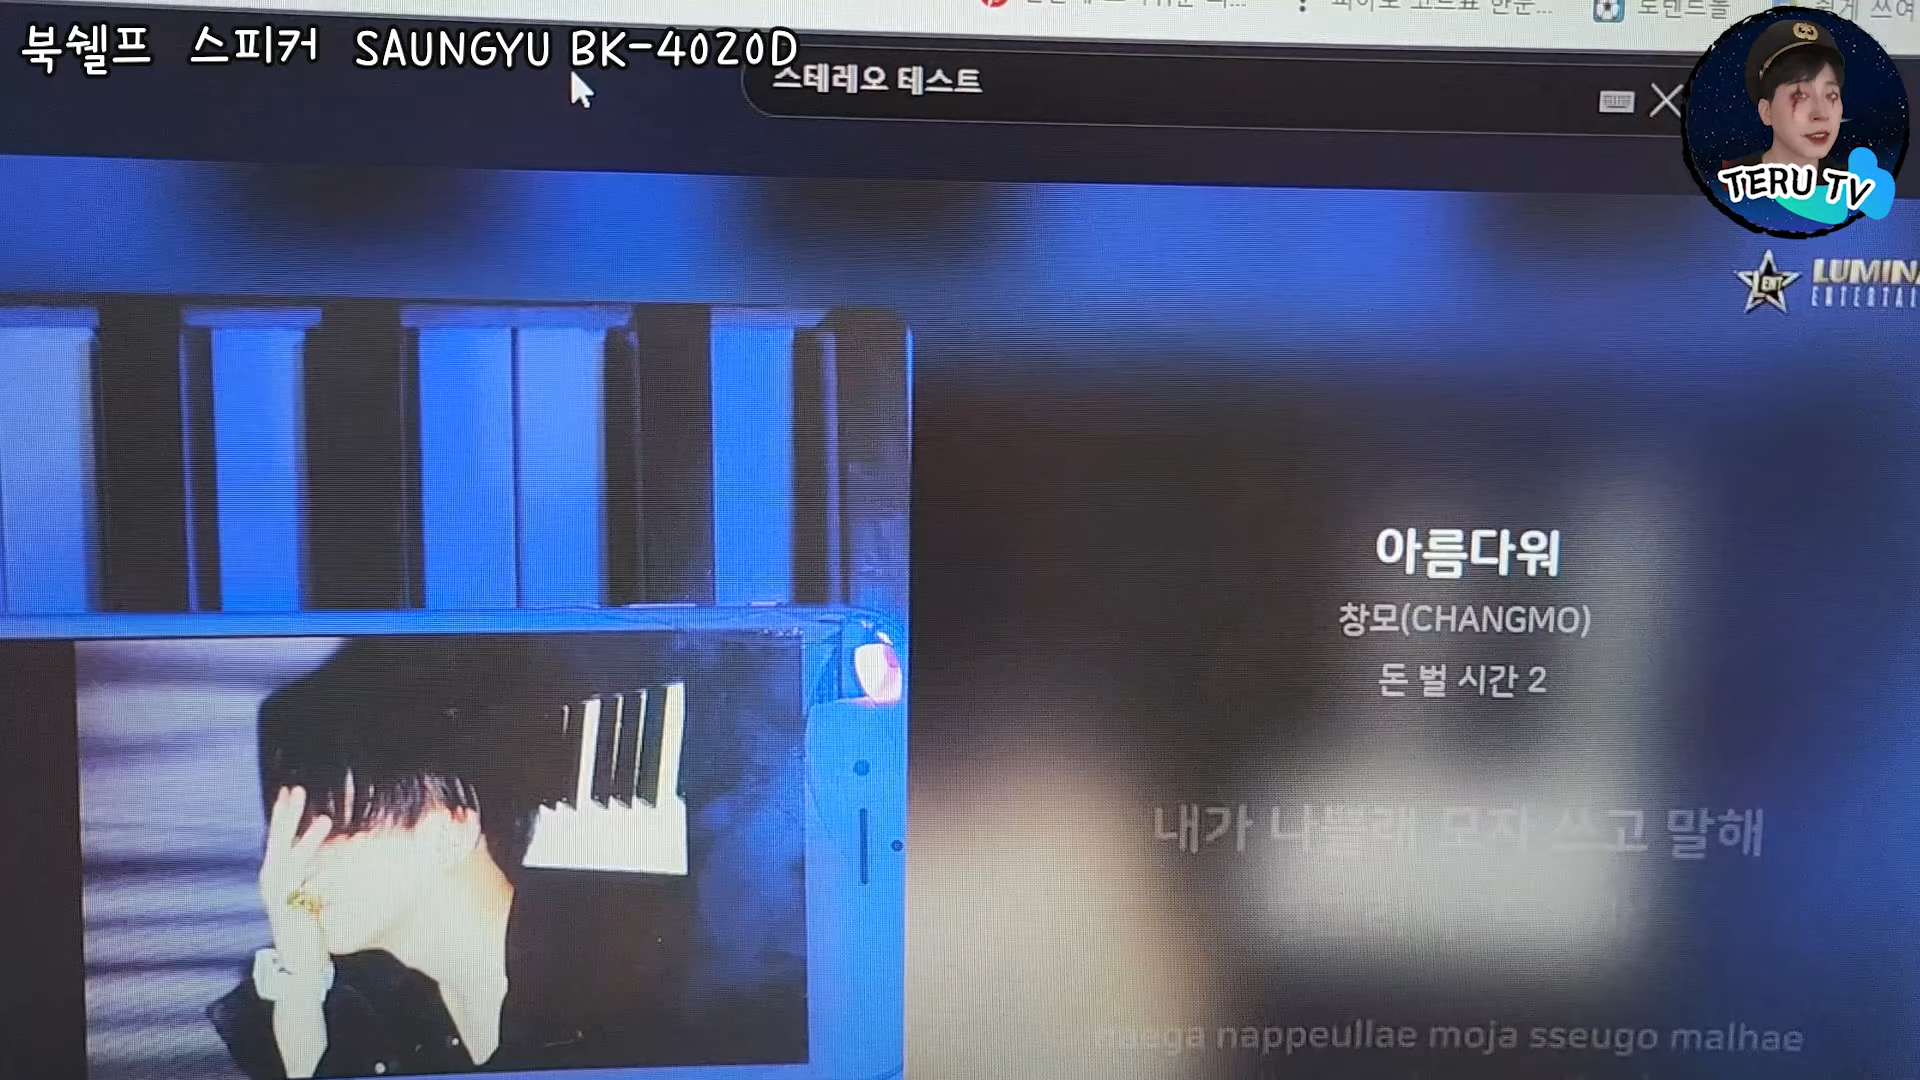 북쉘프 스피커 SAUNGYU BK-4020D
스테레오 테스트
TERU TV
LENT
아름다워
창모(CHANGMO)
돈 벌 시간 2
내가 나쁠래 모자 쓰고 말해
naega nappeullae moja sseugo malhae